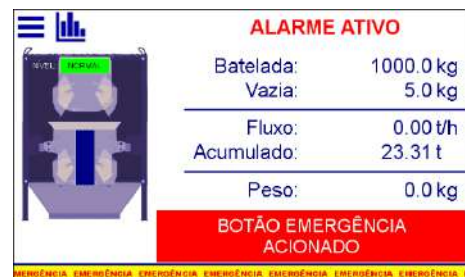 ALARME ATIVO
NÍVEL: NORMAL
Batelada: 1000.0 kg
Vazia: 5.0 kg
Fluxo: 0.00 t/h
Acumulado: 23.31 t
Peso: 0.0 kg
BOTÃO EMERGÊNCIA
ACIONADO
EMERGÊNCIA EMERGÊNCIA EMERGÊNCIA EMERGÊNCIA EMERGÊNCIA EMERGÊNCIA EMERGÊNCIA